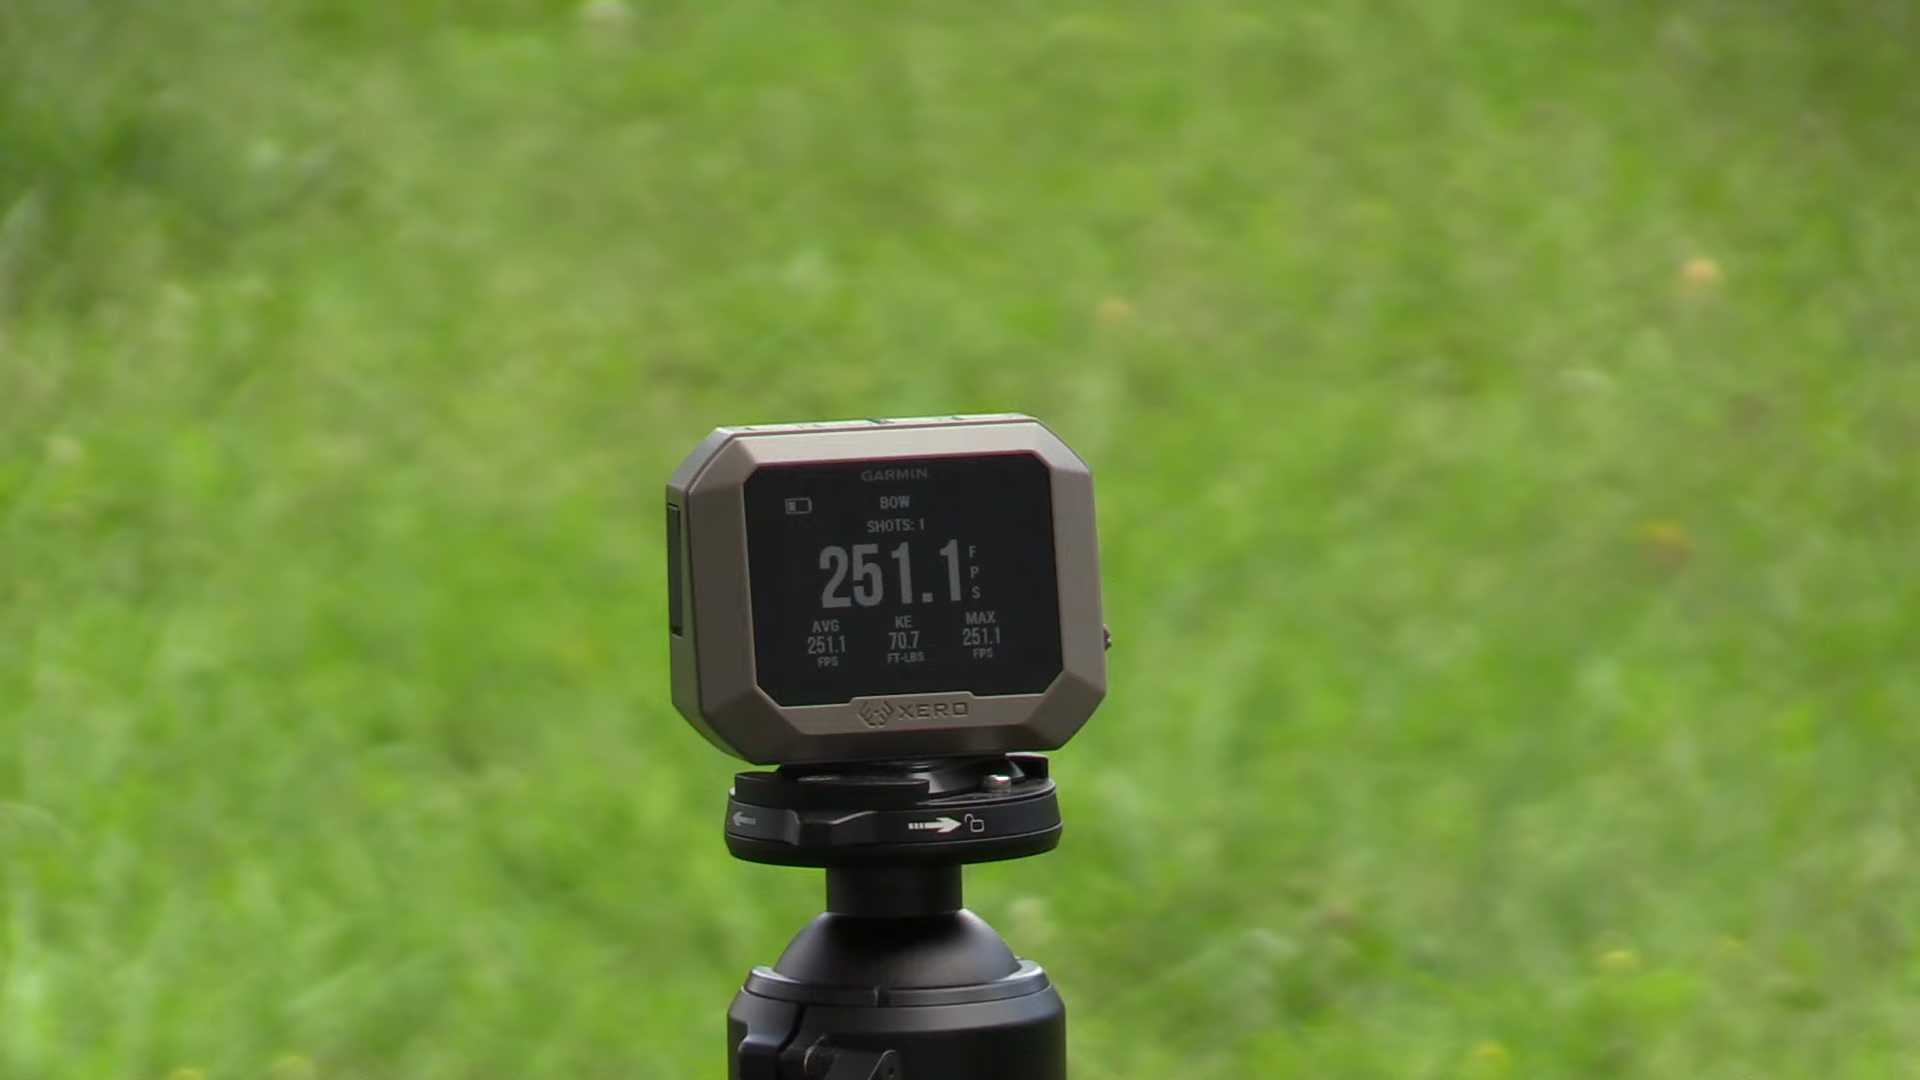 GARMIN
BOW
SHOTS: 1
251.1 FPS
AVG KE MAX
251.1 70.7 251.1
FPS FT-LBS FPS
XERO